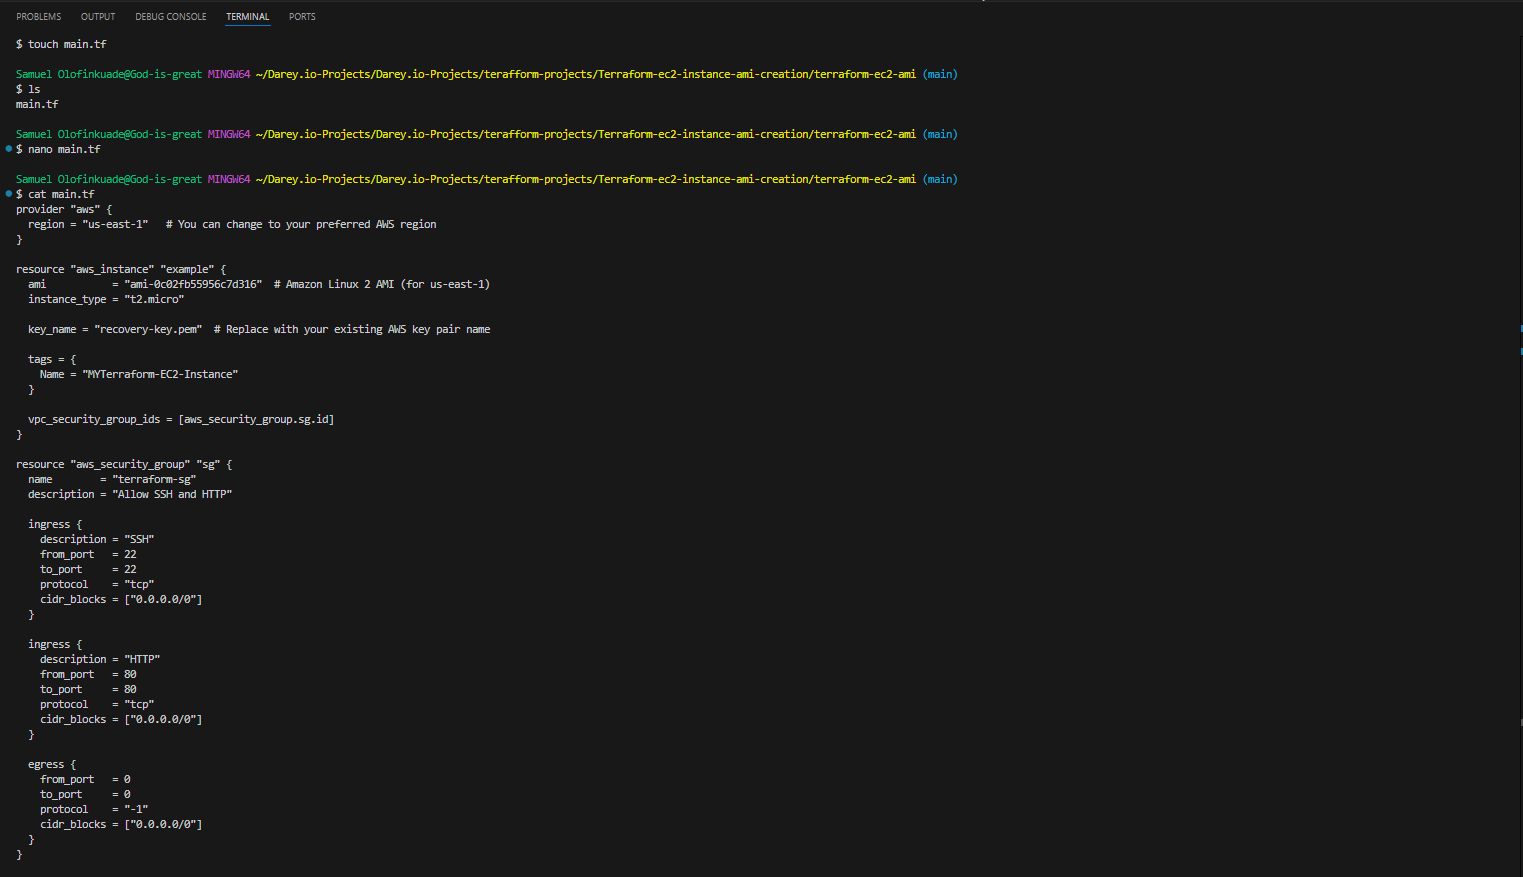 PROBLEMS OUTPUT DEBUG CONSOLE TERMINAL PORTS
$ touch main.tf
Samuel Olofinkuade@God-is-great MINGW64 ~/Darey.io-Projects/Darey.io-Projects/terafform-projects/Terraform-ec2-instance-ami-creation/terraform-ec2-ami (main)
$ ls
main.tf
Samuel Olofinkuade@God-is-great MINGW64 ~/Darey.io-Projects/Darey.io-Projects/terafform-projects/Terraform-ec2-instance-ami-creation/terraform-ec2-ami (main)
$ nano main.tf
Samuel Olofinkuade@God-is-great MINGW64 ~/Darey.io-Projects/Darey.io-Projects/terafform-projects/Terraform-ec2-instance-ami-creation/terraform-ec2-ami (main)
$ cat main.tf
provider "aws" {
  region = "us-east-1"   # You can change to your preferred AWS region
}
resource "aws_instance" "example" {
  ami           = "ami-0c02fb55956c7d316"  # Amazon Linux 2 AMI (for us-east-1)
  instance_type = "t2.micro"
  key_name = "recovery-key.pem"  # Replace with your existing AWS key pair name
  tags = {
    Name = "MYTerraform-EC2-Instance"
  }
  vpc_security_group_ids = [aws_security_group.sg.id]
}
resource "aws_security_group" "sg" {
  name        = "terraform-sg"
  description = "Allow SSH and HTTP"
  ingress {
    description = "SSH"
    from_port   = 22
    to_port     = 22
    protocol    = "tcp"
    cidr_blocks = ["0.0.0.0/0"]
  }
  ingress {
    description = "HTTP"
    from_port   = 80
    to_port     = 80
    protocol    = "tcp"
    cidr_blocks = ["0.0.0.0/0"]
  }
  egress {
    from_port   = 0
    to_port     = 0
    protocol    = "-1"
    cidr_blocks = ["0.0.0.0/0"]
  }
}